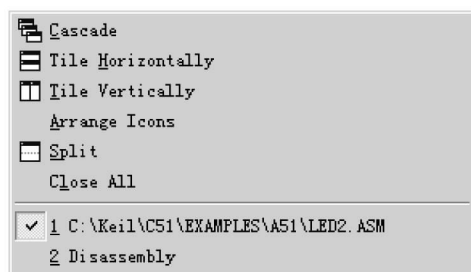 Cascade
Tile Horizontally
Tile Vertically
Arrange Icons
Split
Close All
1 C:\Keil\C51\EXAMPLES\A51\LED2.ASM
2 Disassembly